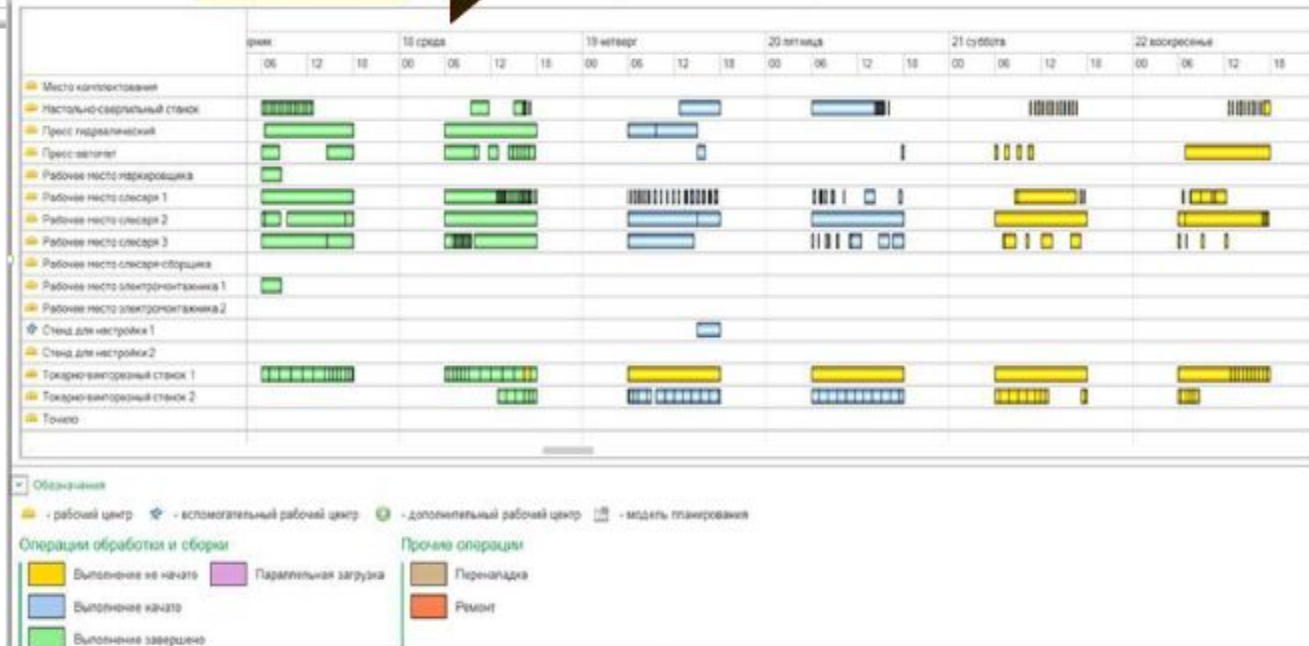 орник 18 среда 19 четверг 20 пятница 21 суббота 22 воскресенье
06 12 18 00 06 12 18 00 06 12 18 00 06 12 18 00 06 12 18 00 06 12 18
Место комплектования
Настольно-сверлильный станок
Пресс гидравлический
Пресс-автомат
Рабочее место маркировщика
Рабочее место слесаря 1
Рабочее место слесаря 2
Рабочее место слесаря 3
Рабочее место слесаря-сборщика
Рабочее место электромонтажника 1
Рабочее место электромонтажника 2
Стенд для настройки 1
Стенд для настройки 2
Токарно-винторезный станок 1
Токарно-винторезный станок 2
Точило
Обозначения
- рабочий центр - вспомогательный рабочий центр - дополнительный рабочий центр - модель планирования
Операции обработки и сборки Прочие операции
Выполнение не начато Параллельная загрузка Переналадка
Выполнение начато Ремонт
Выполнение завершено